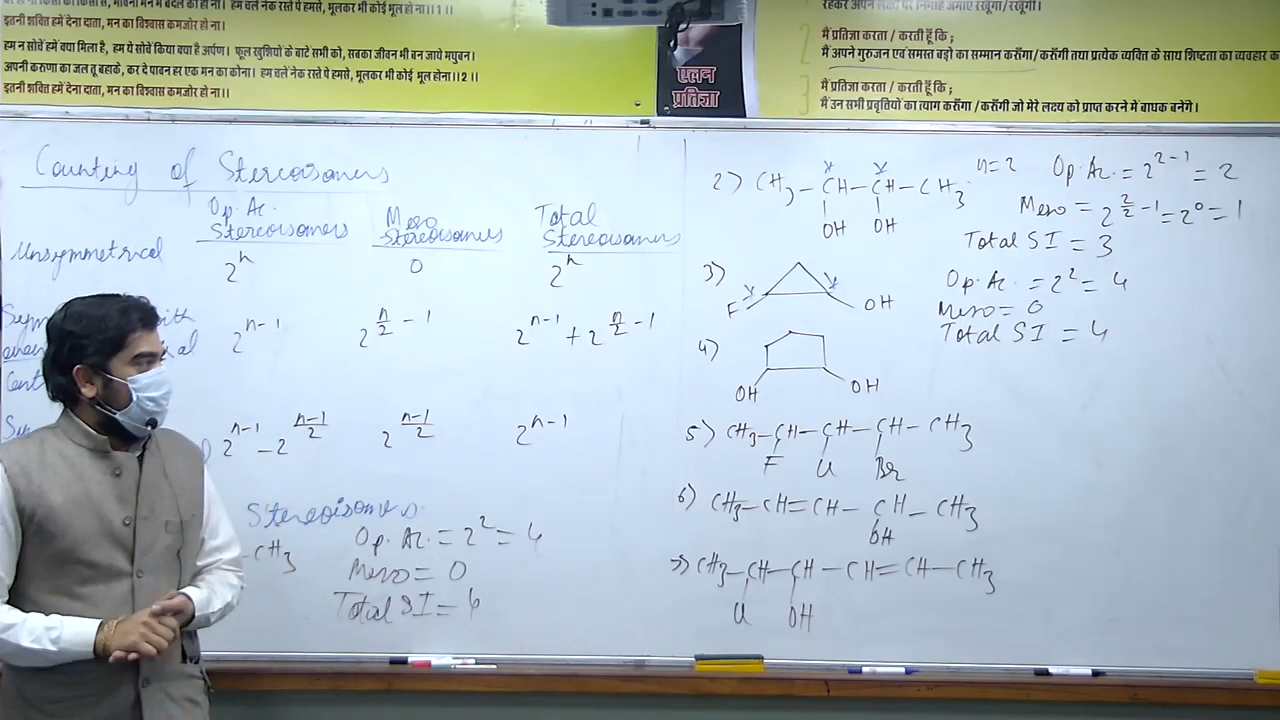 हम न सोचें हमें क्या मिला है, हम ये सोचें किया क्या है अर्पण। फूल खुशियों के बाटे सभी को, सबका जीवन भी बन जाये मधुबन।
अपनी करुणा का जल तू बहाके, कर दे पावन हर एक मन का कोना। हम चलें नेक रस्ते पे हमसे, भूलकर भी कोई भूल होना।।2।।
इतनी शक्ति हमें देना दाता, मन का विश्वास कमजोर हो ना।।
एलन
प्रतिज्ञा
2
मैं प्रतिज्ञा करता / करती हूँ कि ;
मैं अपने गुरुजन एवं समस्त बड़ों का सम्मान करुँगा / करुँगी तथा प्रत्येक व्यक्ति के साथ शिष्टता का व्यवहार
3
मैं प्रतिज्ञा करता / करती हूँ कि ;
मैं उन सभी प्रवृत्तियों का त्याग करुँगा / करुँगी जो मेरे लक्ष्य को प्राप्त करने में बाधक बनेंगे।
Counting of Stereoisomers
Op. Ac. Stereoisomers
Meso Stereoisomers
Total Stereoisomers
Unsymmetrical 2^n 0 2^n
2^(n-1) 2^(n/2 - 1) 2^(n-1) + 2^(n/2 - 1)
2^(n-1) - 2^((n-1)/2) 2^((n-1)/2) 2^(n-1)
Stereoisomers
-CH3
Op. Ac. = 2^2 = 4
Meso = 0
Total SI = 4
2) CH3-CH-CH-CH3 n=2 Op. Ac. = 2^(2-1) = 2
OH OH
Meso = 2^(2/2 - 1) = 2^0 = 1
Total SI = 3
3) F OH
Op. Ac. = 2^2 = 4
Meso = 0
Total SI = 4
4) OH OH
5) CH3-CH-CH-CH-CH3
F Cl Br
6) CH3-CH=CH-CH-CH3
OH
7) CH3-CH-CH-CH=CH-CH3
Cl OH